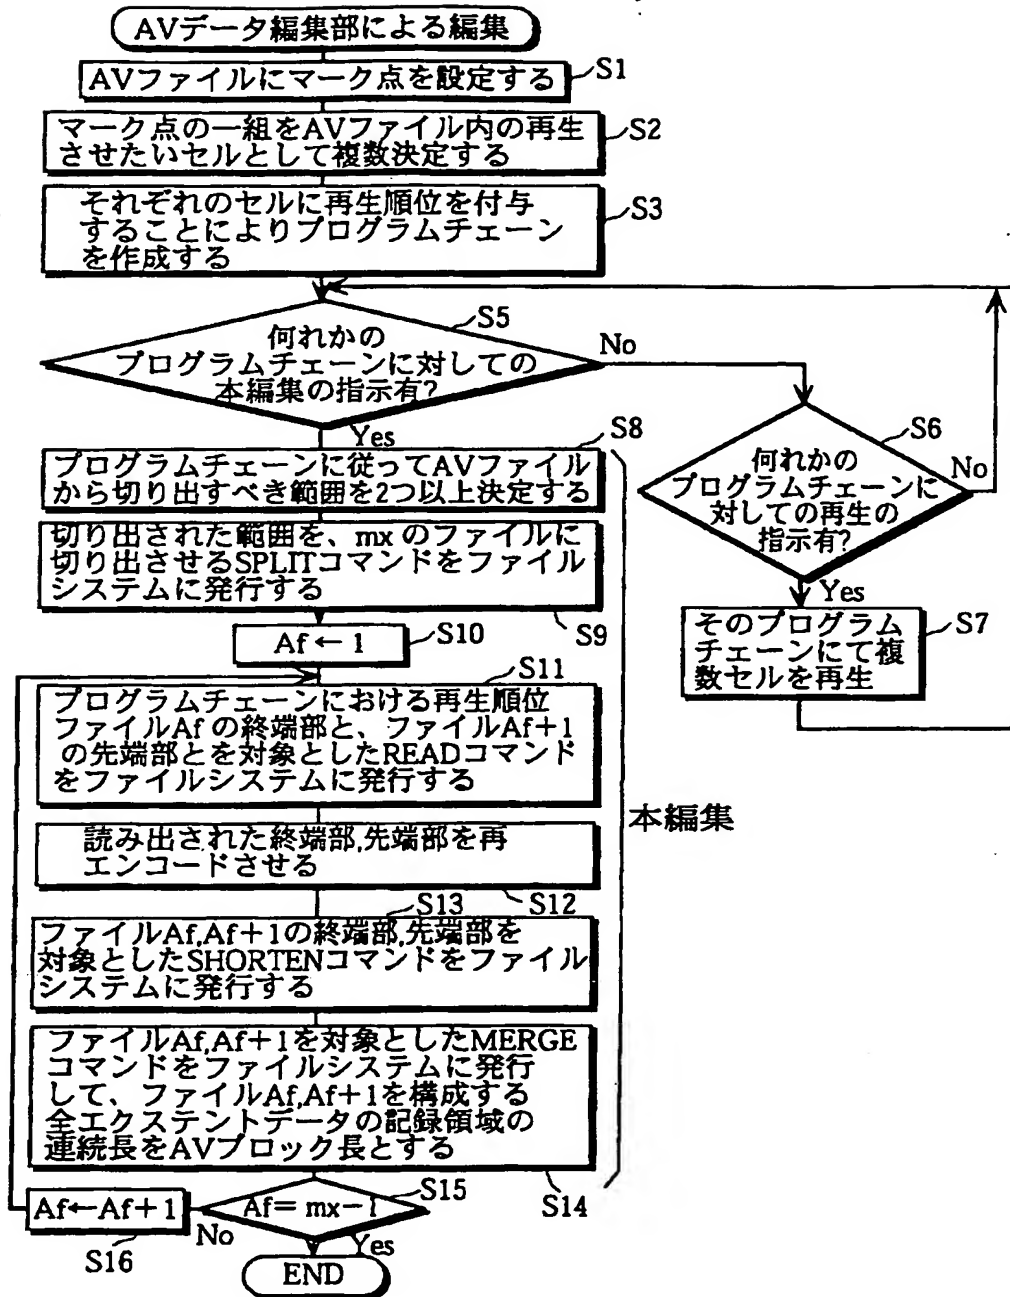 AVデータ編集部による編集
AVファイルにマーク点を設定する
S1
マーク点の一組をAVファイル内の再生
させたいセルとして複数決定する
S2
それぞれのセルに再生順位を付与
することによりプログラムチェーン
を作成する
S3
S5
何れかの
プログラムチェーンに対しての
本編集の指示有?
No
Yes
S6
何れかの
プログラムチェーンに
対しての再生の
指示有?
No
Yes
S7
そのプログラム
チェーンにて複
数セルを再生
S8
プログラムチェーンに従ってAVファイル
から切り出すべき範囲を2つ以上決定する
切り出された範囲を、mx のファイルに
切り出させるSPLITコマンドをファイル
システムに発行する
S9
Af ← 1
S10
S11
プログラムチェーンにおける再生順位
ファイルAf の終端部と、ファイルAf+1
の先端部とを対象としたREADコマンド
をファイルシステムに発行する
本編集
読み出された終端部,先端部を再
エンコードさせる
S12
S13
ファイルAf,Af+1の終端部,先端部を
対象としたSHORTENコマンドをファイル
システムに発行する
ファイルAf,Af+1を対象としたMERGE
コマンドをファイルシステムに発行
して、ファイルAf,Af+1を構成する
全エクステントデータの記録領域の
連続長をAVブロック長とする
S14
S15
Af= mx−1
No
Yes
Af←Af+1
S16
END